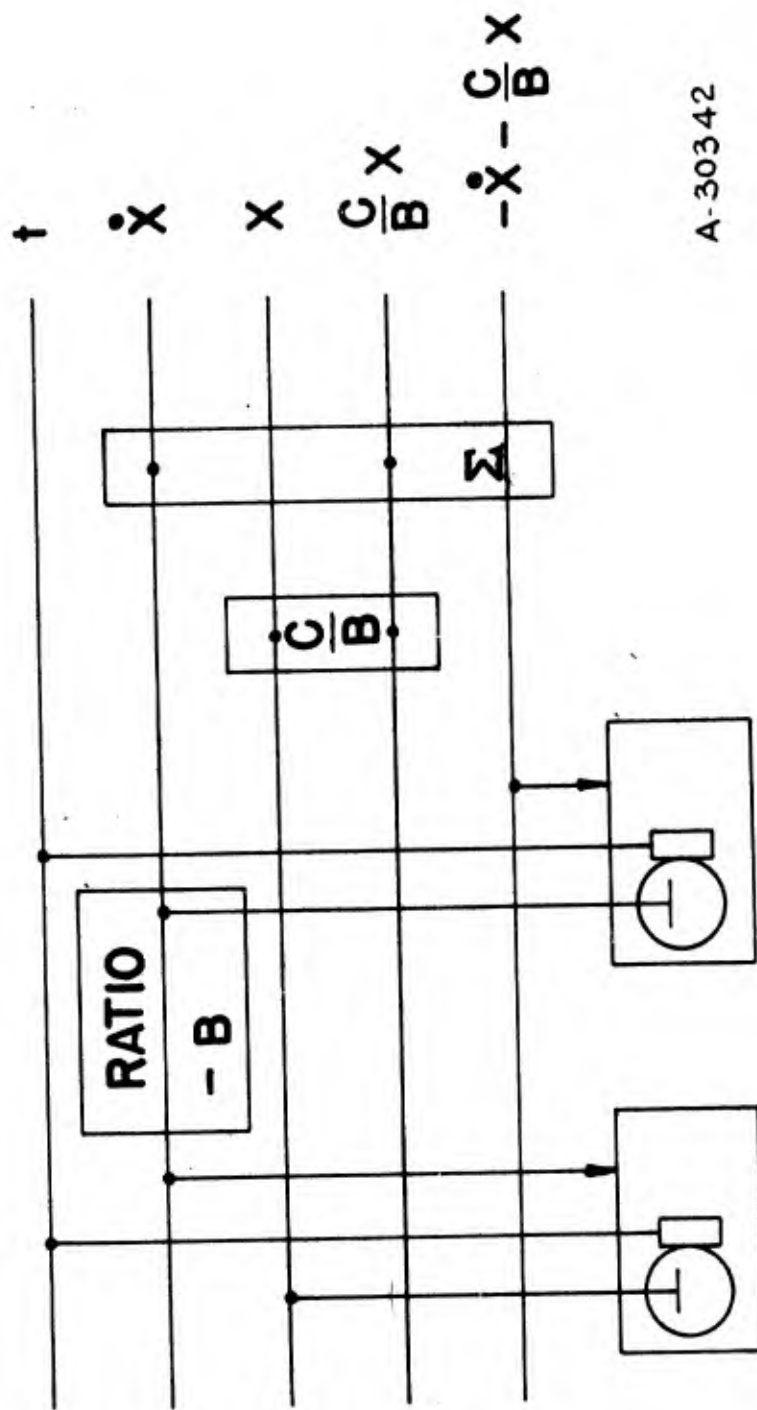 t
Ẋ
X
C/B X
-Ẋ - C/B X
RATIO
- B
C/B
Σ
A-30342